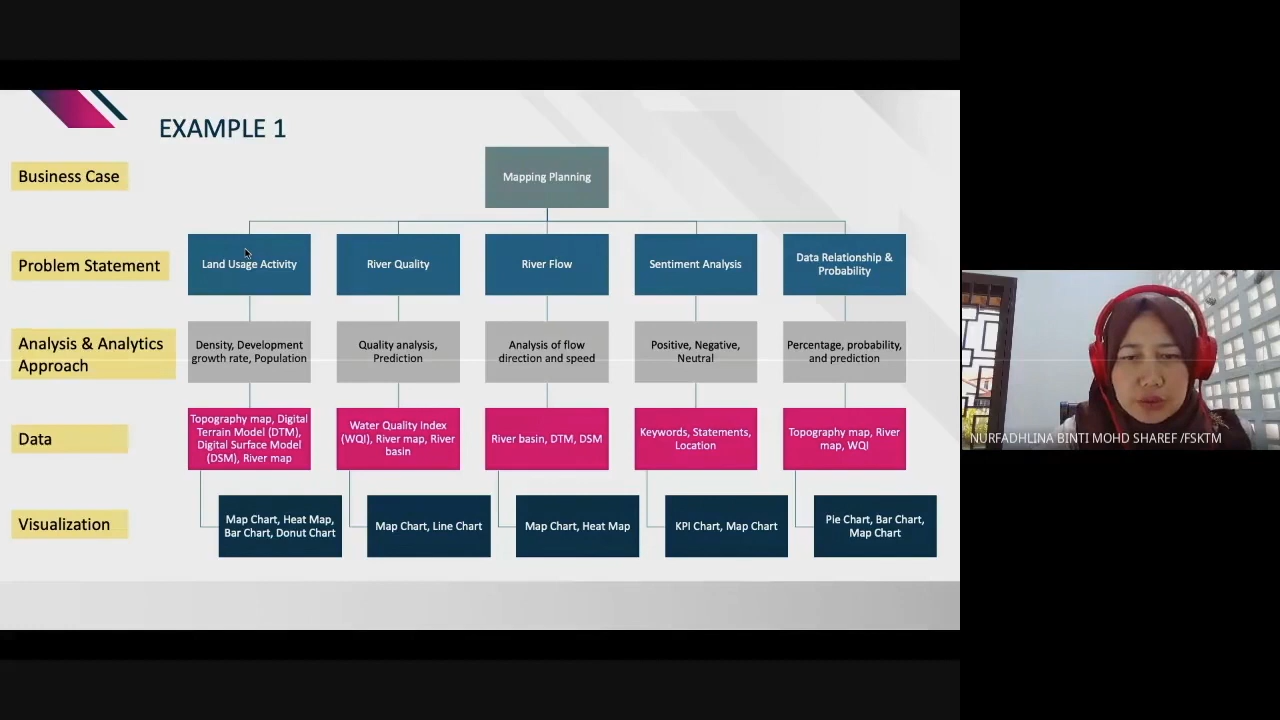 EXAMPLE 1
Business Case
Mapping Planning
Problem Statement
Land Usage Activity
River Quality
River Flow
Sentiment Analysis
Data Relationship &
Probability
Analysis & Analytics
Approach
Density, Development
growth rate, Population
Quality analysis,
Prediction
Analysis of flow
direction and speed
Positive, Negative,
Neutral
Percentage, probability,
and prediction
Data
Topography map, Digital
Terrain Model (DTM),
Digital Surface Model
(DSM), River map
Water Quality Index
(WQI), River map, River
basin
River basin, DTM, DSM
Keywords, Statements,
Location
Topography map, River
map, WQI
Visualization
Map Chart, Heat Map,
Bar Chart, Donut Chart
Map Chart, Line Chart
Map Chart, Heat Map
KPI Chart, Map Chart
Pie Chart, Bar Chart,
Map Chart
NURFADHLINA BINTI MOHD SHAREF /FSKTM